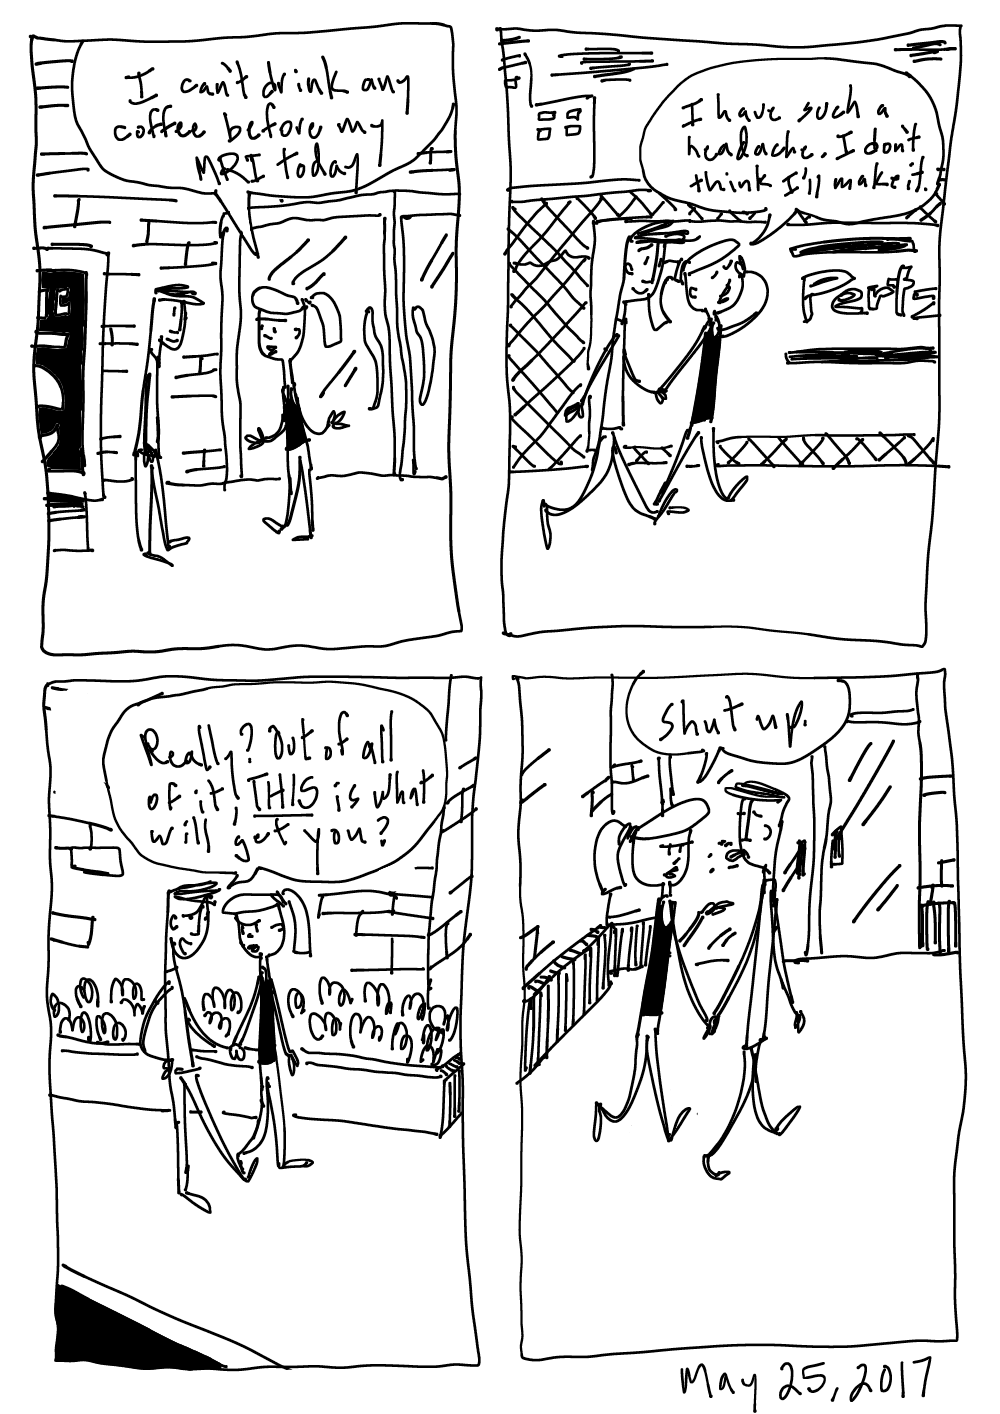 I can't drink any
coffee before my
MRI today
I have such a
headache. I don't
think I'll make it.
Pertz
Really? Out of all
of it, THIS is what
will get you?
Shut up.
May 25, 2017